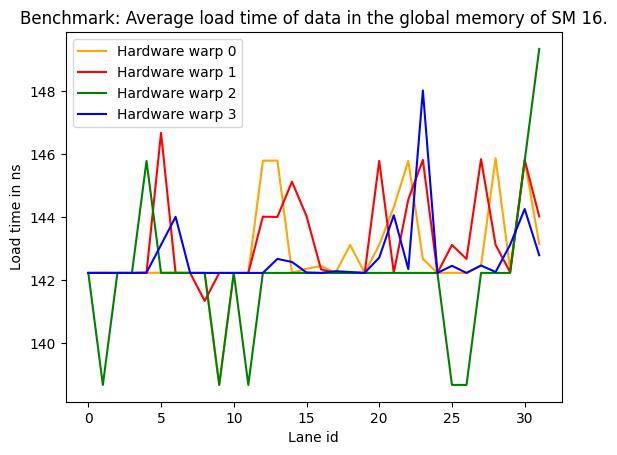 Benchmark: Average load time of data in the global memory of SM 16.
Hardware warp 0
Hardware warp 1
Hardware warp 2
Hardware warp 3
148
146
144
142
140
Load time in ns
0 5 10 15 20 25 30
Lane id